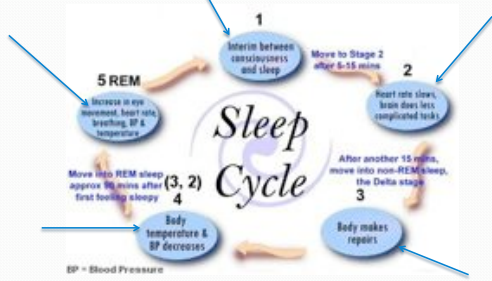 1
Interim between
consciousness
and sleep
Move to Stage 2
after 5-15 mins
2
Heart rate slows,
brain does less
complicated tasks
After another 15 mins,
move into non-REM sleep,
the Delta stage
3
Body makes
repairs
(3, 2)
4
Body
temperature &
BP decreases
Move into REM sleep
approx 90 mins after
first feeling sleepy
5 REM
Increase in eye
movement, heart rate,
breathing, BP &
temperature
Sleep
Cycle
BP = Blood Pressure